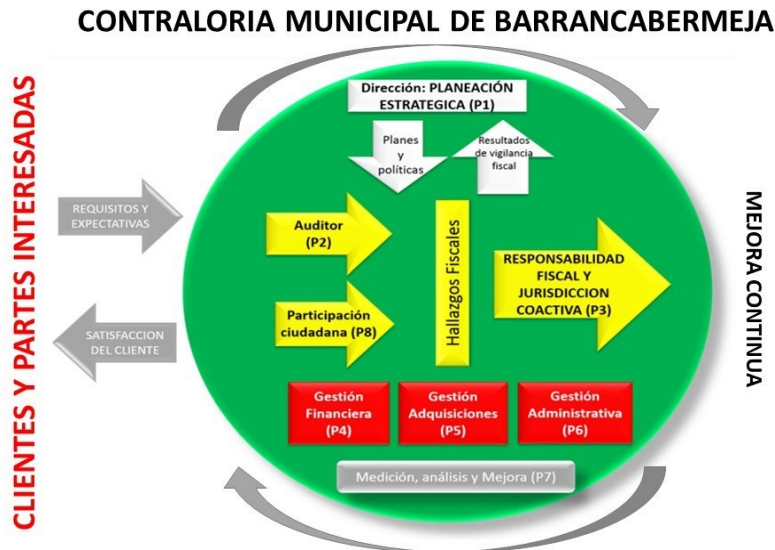 CONTRALORIA MUNICIPAL DE BARRANCABERMEJA
CLIENTES Y PARTES INTERESADAS
Dirección: PLANEACIÓN
ESTRATEGICA (P1)
Planes
y
políticas
Resultados
de vigilancia
fiscal
REQUISITOS Y
EXPECTATIVAS
Auditor
(P2)
Hallazgos Fiscales
RESPONSABILIDAD
FISCAL Y
JURISDICCION
COACTIVA (P3)
Participación
ciudadana (P8)
SATISFACCION
DEL CLIENTE
MEJORA CONTINUA
Gestión
Financiera
(P4)
Gestión
Adquisiciones
(P5)
Gestión
Administrativa
(P6)
Medición, análisis y Mejora (P7)